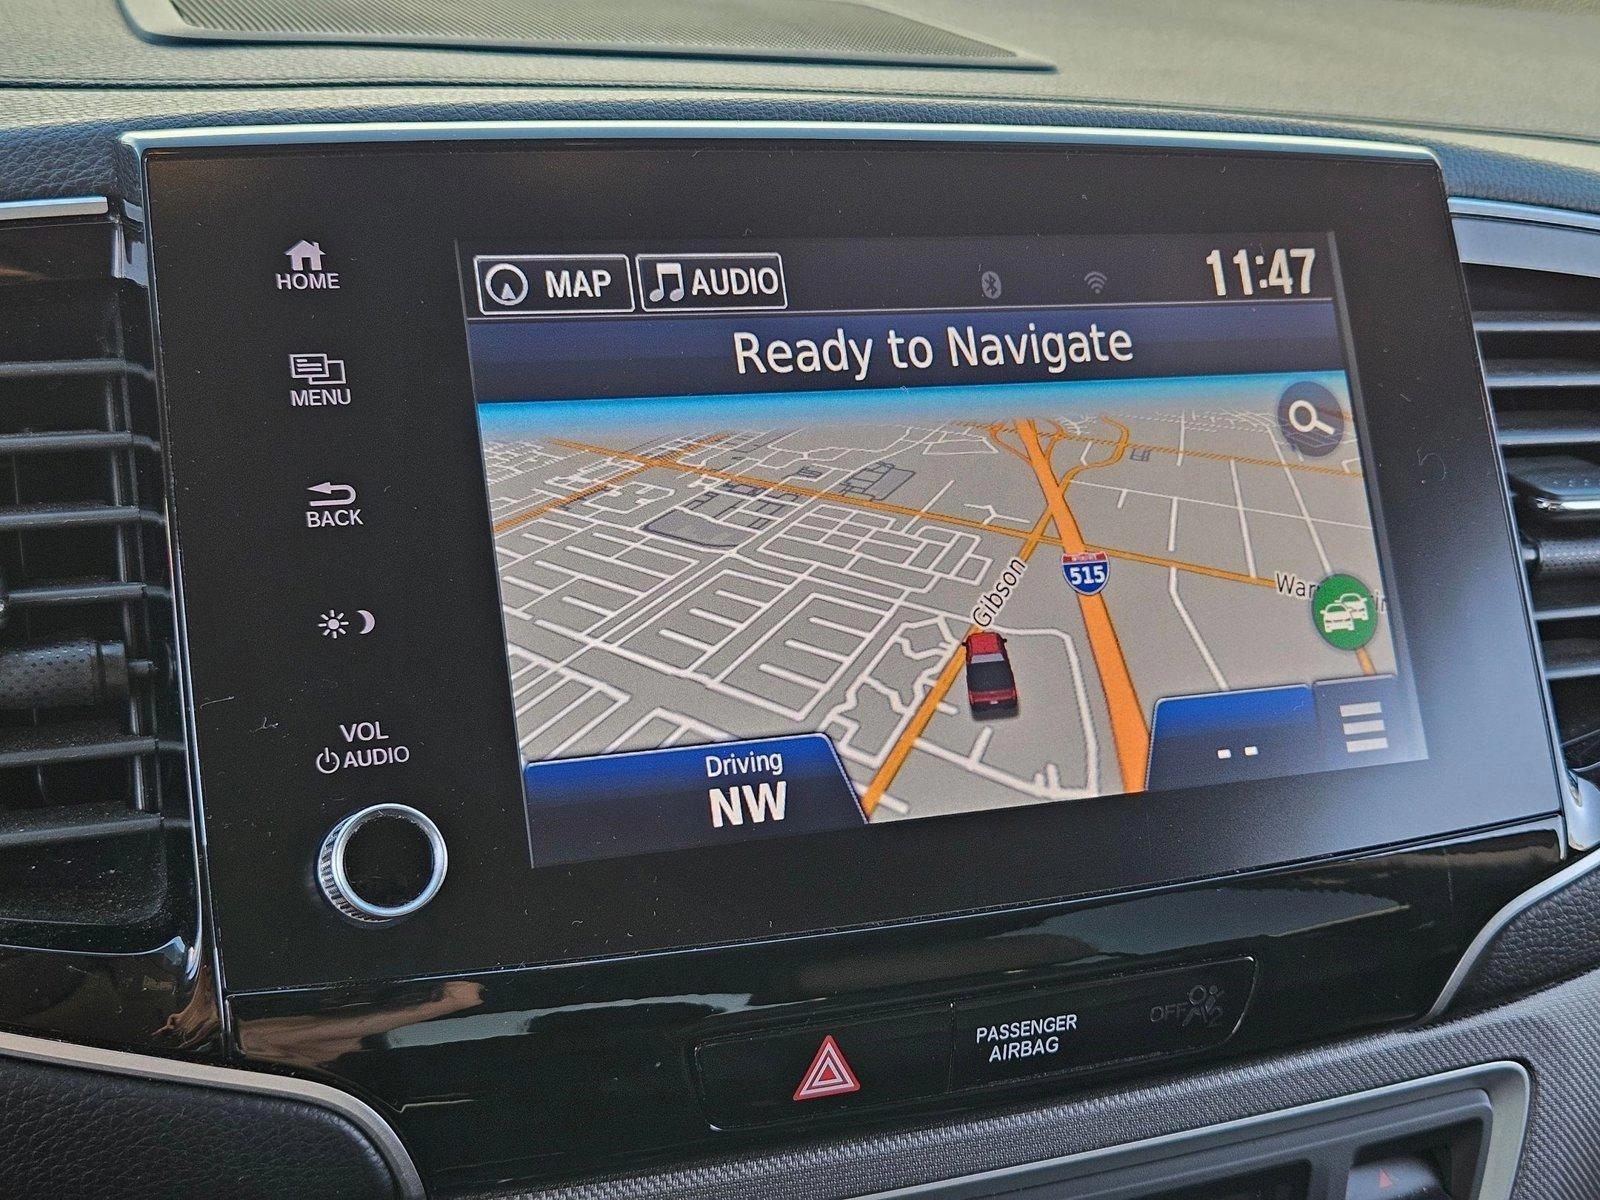 HOME
MENU
BACK
VOL
AUDIO
MAP
AUDIO
11:47
Ready to Navigate
515
Gibson
Driving
NW
- -
PASSENGER
AIRBAG
OFF